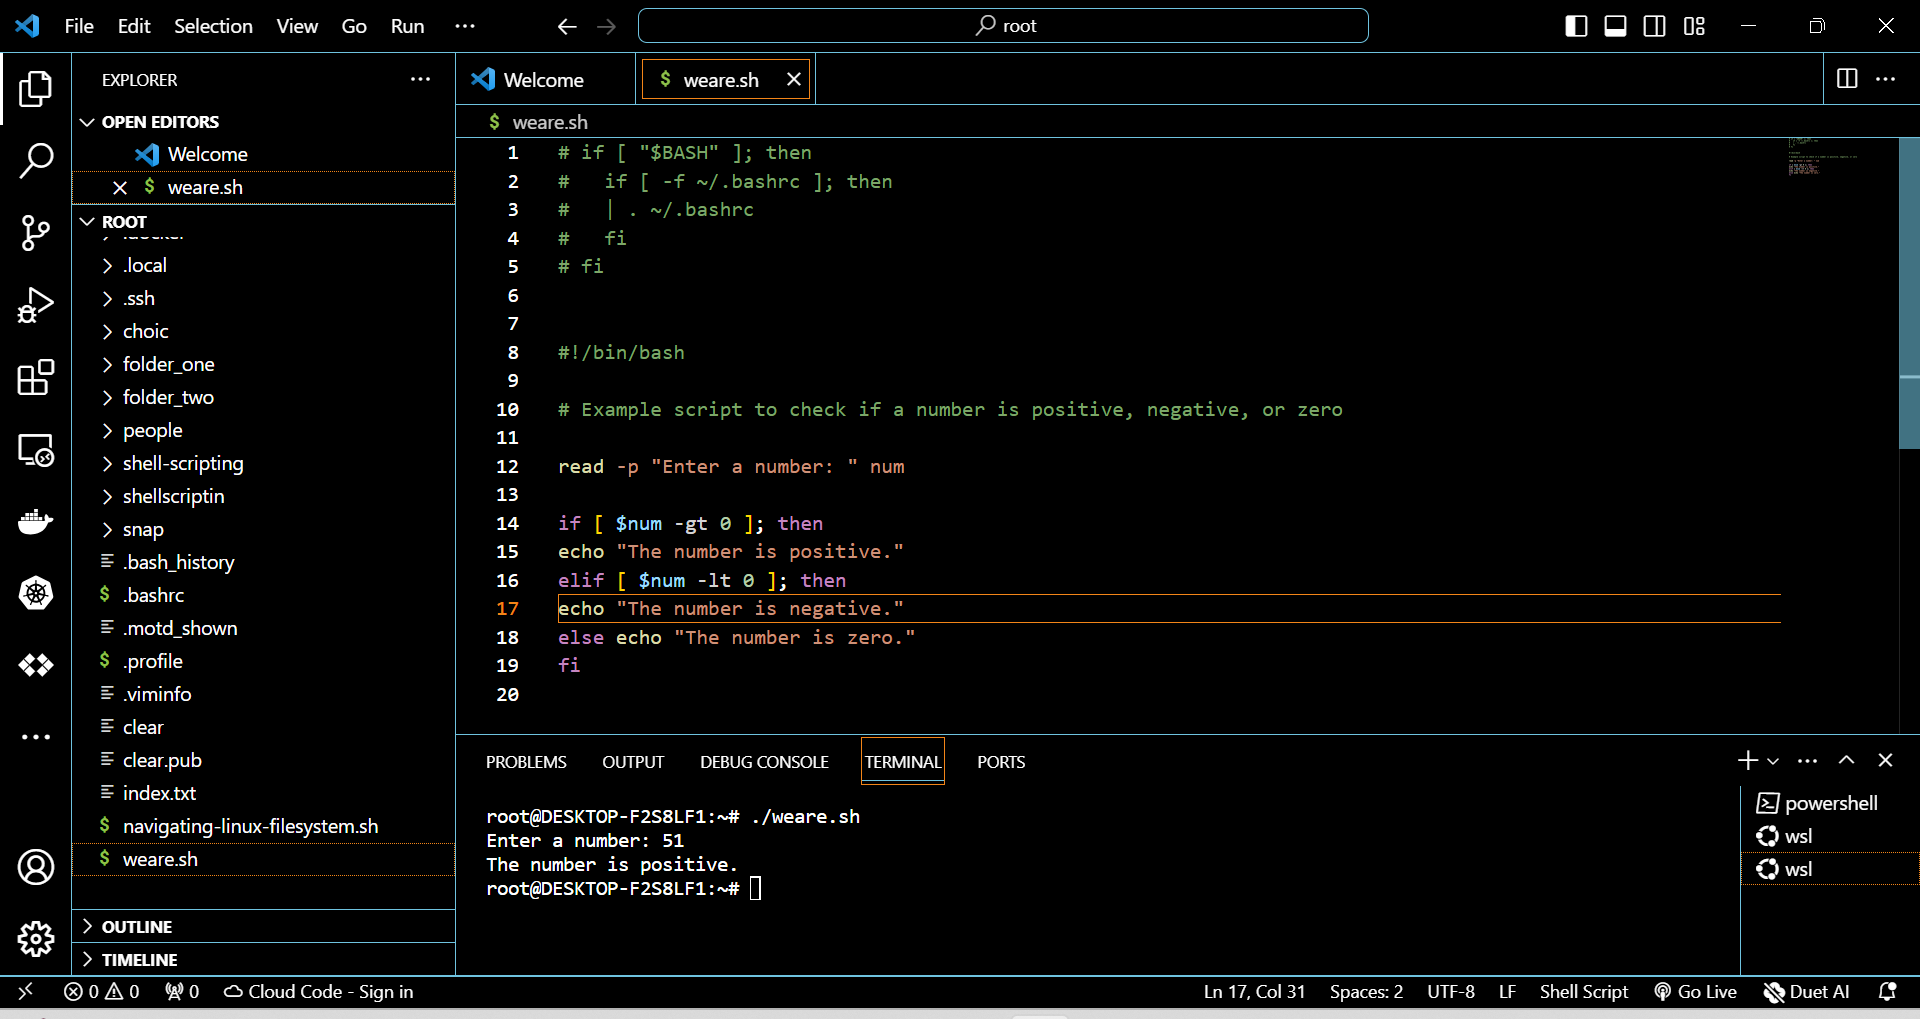 File Edit Selection View Go Run ···
root
EXPLORER
OPEN EDITORS
Welcome
$ weare.sh
ROOT
.local
.ssh
choic
folder_one
folder_two
people
shell-scripting
shellscriptin
snap
.bash_history
$ .bashrc
.motd_shown
$ .profile
.viminfo
clear
clear.pub
index.txt
$ navigating-linux-filesystem.sh
$ weare.sh
OUTLINE
TIMELINE
Welcome
$ weare.sh
$ weare.sh
1 # if [ "$BASH" ]; then
2 #   if [ -f ~/.bashrc ]; then
3 #   | . ~/.bashrc
4 #   fi
5 # fi
6
7
8 #!/bin/bash
9
10 # Example script to check if a number is positive, negative, or zero
11
12 read -p "Enter a number: " num
13
14 if [ $num -gt 0 ]; then
15 echo "The number is positive."
16 elif [ $num -lt 0 ]; then
17 echo "The number is negative."
18 else echo "The number is zero."
19 fi
20
PROBLEMS OUTPUT DEBUG CONSOLE TERMINAL PORTS
root@DESKTOP-F2S8LF1:~# ./weare.sh
Enter a number: 51
The number is positive.
root@DESKTOP-F2S8LF1:~#
powershell
wsl
wsl
0 0 0 Cloud Code - Sign in Ln 17, Col 31 Spaces: 2 UTF-8 LF Shell Script Go Live Duet AI